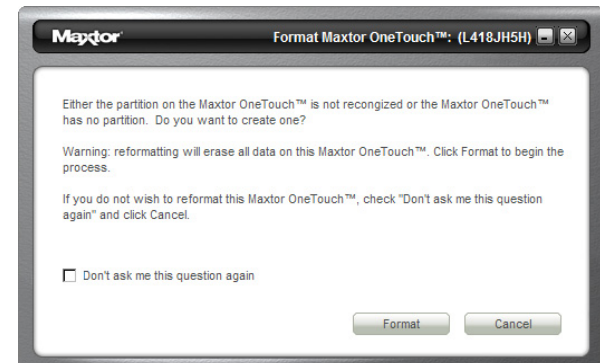 Maxtor
Format Maxtor OneTouch™: (L418JH5H)
Either the partition on the Maxtor OneTouch™ is not recongized or the Maxtor OneTouch™
has no partition. Do you want to create one?
Warning: reformatting will erase all data on this Maxtor OneTouch™. Click Format to begin the
process.
If you do not wish to reformat this Maxtor OneTouch™, check "Don't ask me this question
again" and click Cancel.
Don't ask me this question again
Format Cancel